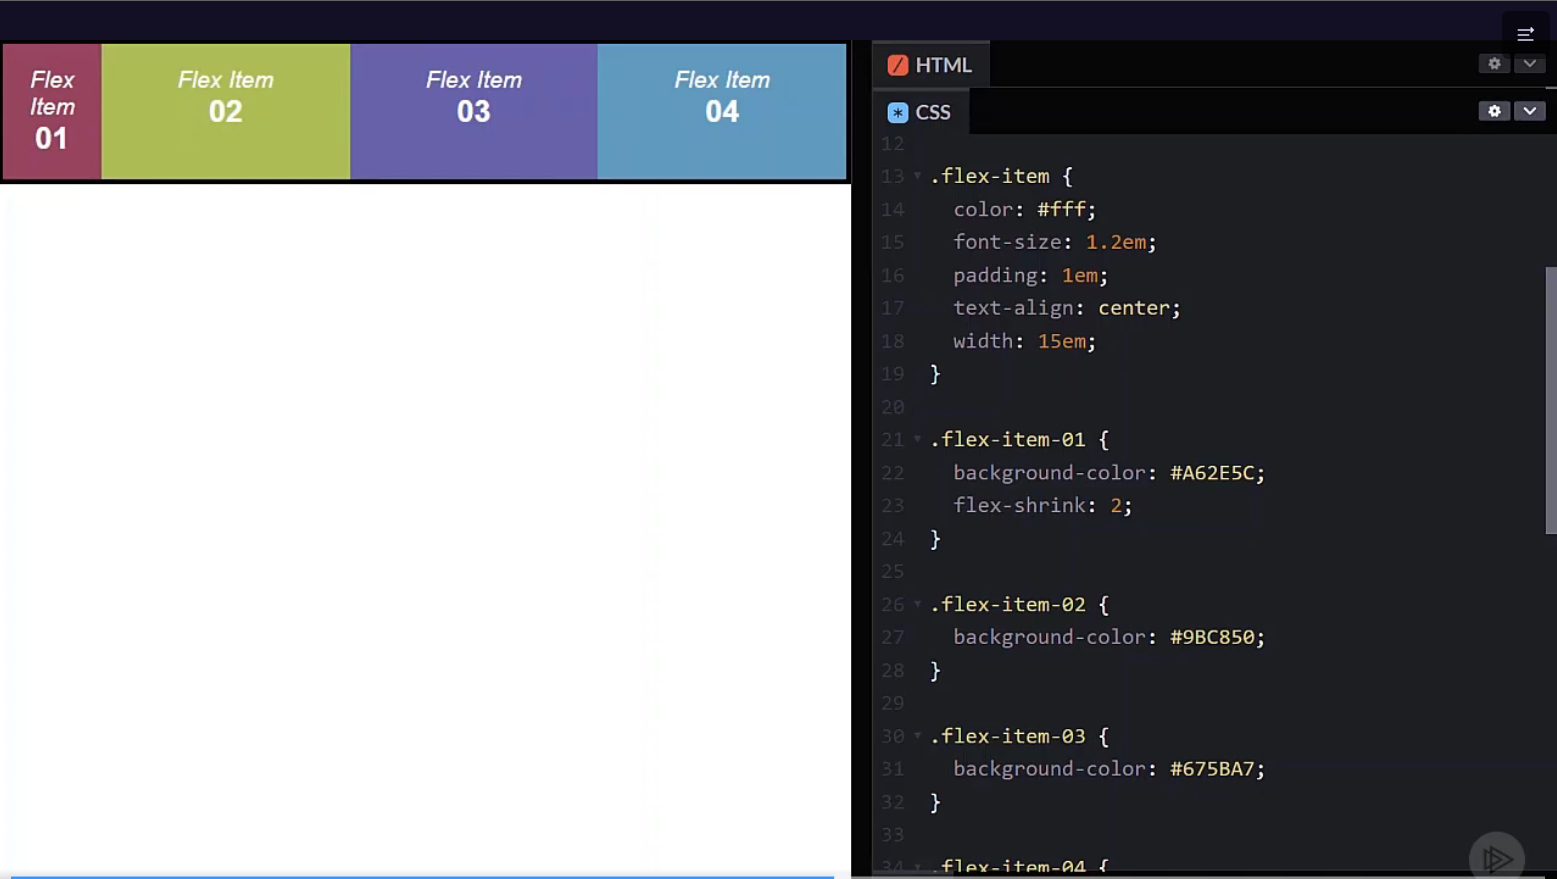 Flex
Item
01
Flex Item
02
Flex Item
03
Flex Item
04
HTML
CSS
12
13 .flex-item {
14 color: #fff;
15 font-size: 1.2em;
16 padding: 1em;
17 text-align: center;
18 width: 15em;
19 }
20
21 .flex-item-01 {
22 background-color: #A62E5C;
23 flex-shrink: 2;
24 }
25
26 .flex-item-02 {
27 background-color: #9BC850;
28 }
29
30 .flex-item-03 {
31 background-color: #675BA7;
32 }
33
34 .flex-item-04 {